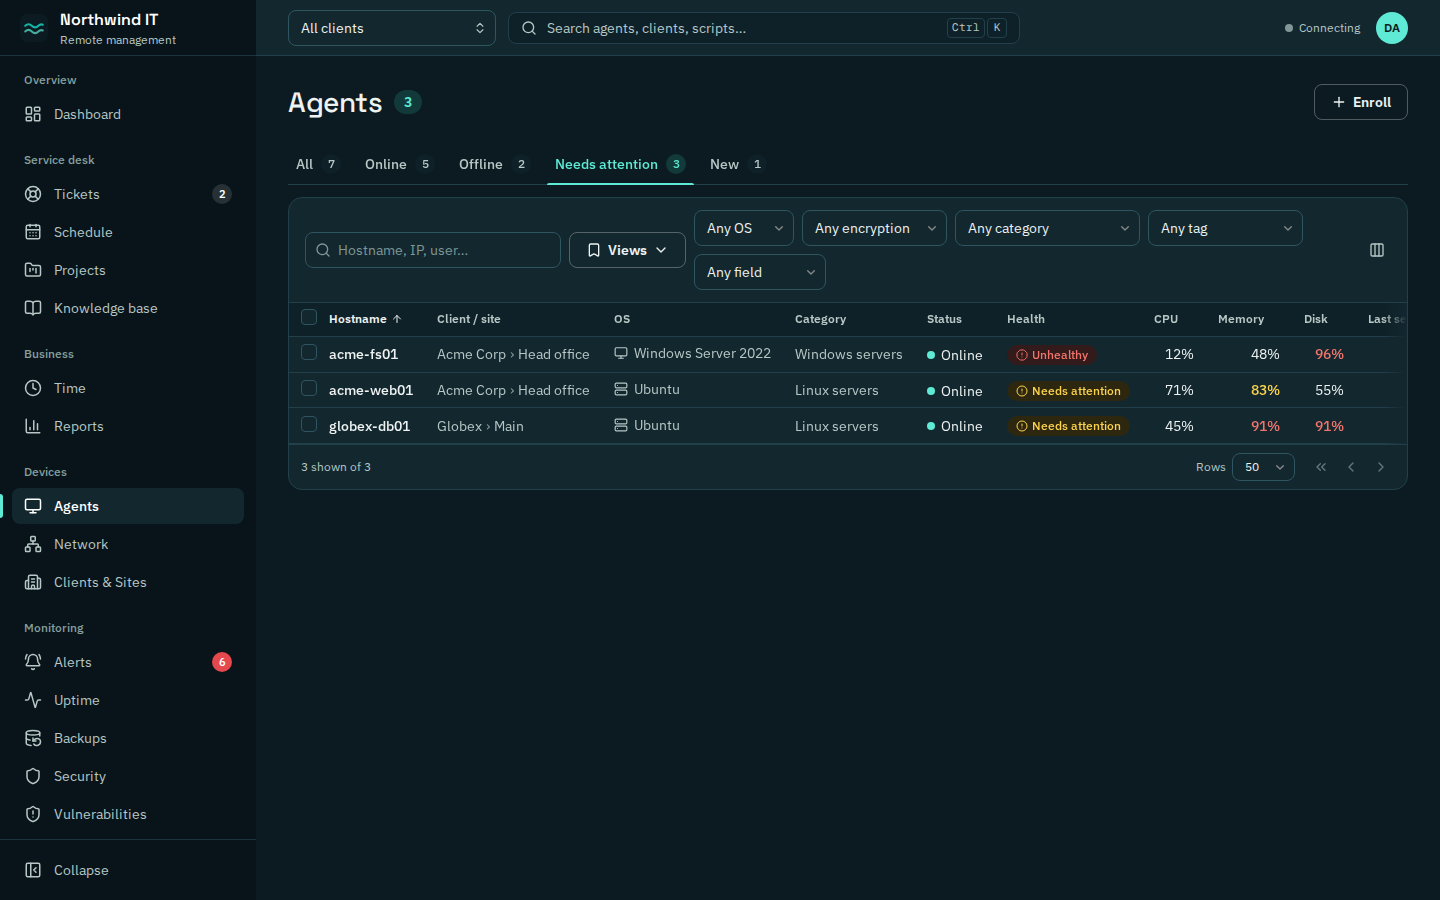 Northwind IT
Remote management
All clients
Search agents, clients, scripts...
Ctrl K
Connecting
DA
Overview
Dashboard
Service desk
Tickets 2
Schedule
Projects
Knowledge base
Business
Time
Reports
Devices
Agents
Network
Clients & Sites
Monitoring
Alerts 6
Uptime
Backups
Security
Vulnerabilities
Collapse
Agents 3
Enroll
All 7 Online 5 Offline 2 Needs attention 3 New 1
Hostname, IP, user...
Views
Any OS Any encryption Any category Any tag
Any field
Hostname Client / site OS Category Status Health CPU Memory Disk Last
acme-fs01 Acme Corp › Head office Windows Server 2022 Windows servers Online Unhealthy 12% 48% 96%
acme-web01 Acme Corp › Head office Ubuntu Linux servers Online Needs attention 71% 83% 55%
globex-db01 Globex › Main Ubuntu Linux servers Online Needs attention 45% 91% 91%
3 shown of 3
Rows 50